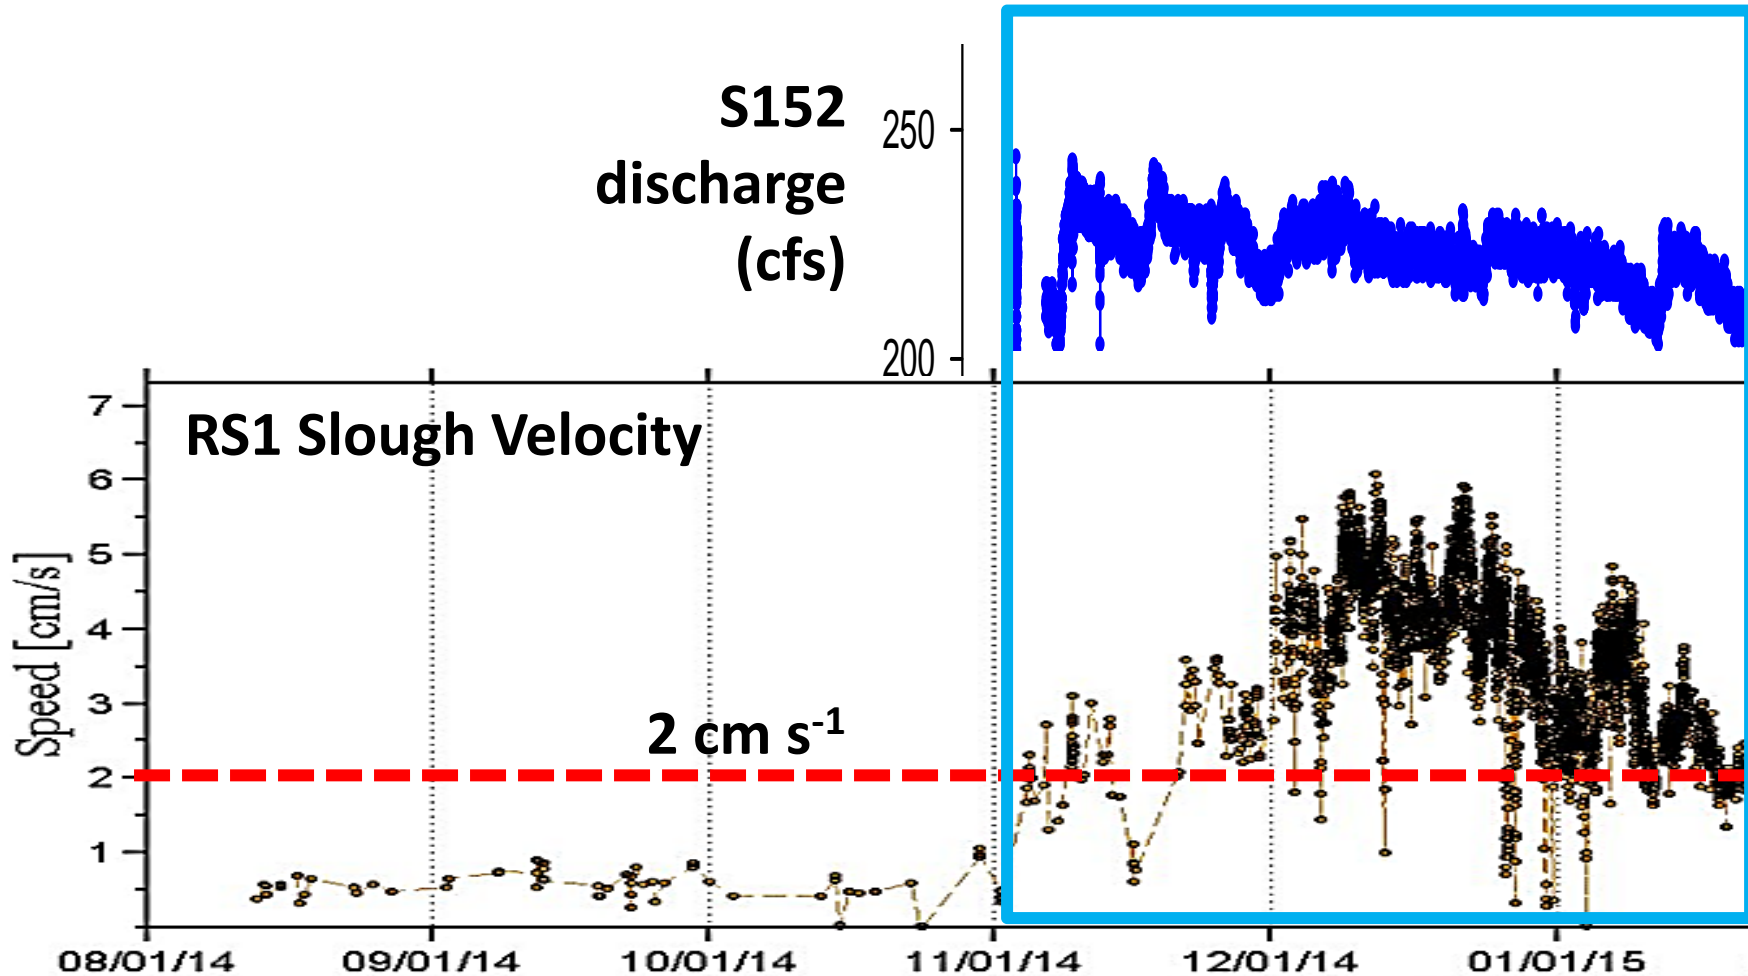 S152
discharge
(cfs)
250
200
RS1 Slough Velocity
7
6
5
4
3
2
1
Speed [cm/s]
2 cm s⁻¹
08/01/14 09/01/14 10/01/14 11/01/14 12/01/14 01/01/15